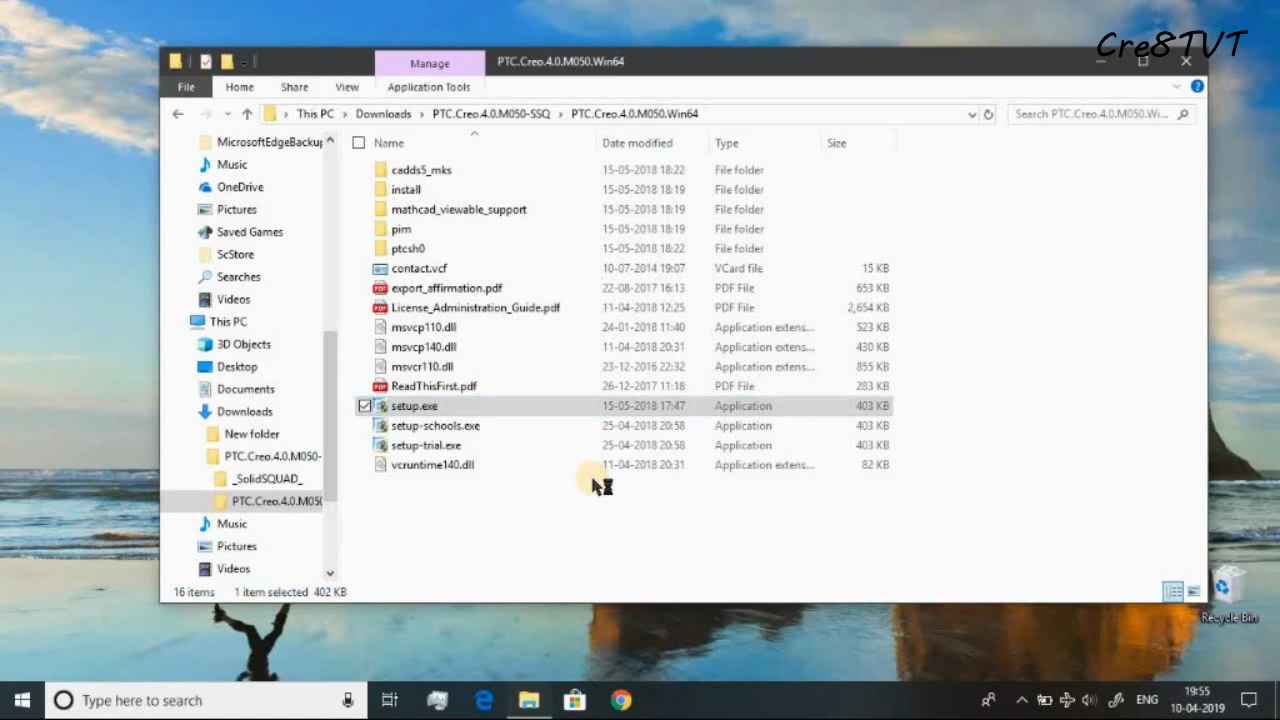 Cre8TVT
Manage PTC.Creo.4.0.M050.Win64
File Home Share View Application Tools
This PC Downloads PTC.Creo.4.0.M050-SSQ PTC.Creo.4.0.M050.Win64 Search PTC.Creo.4.0.M050.Wi...
Name Date modified Type Size
MicrosoftEdgeBackup
Music
OneDrive
Pictures
Saved Games
ScStore
Searches
Videos
This PC
3D Objects
Desktop
Documents
Downloads
New folder
PTC.Creo.4.0.M050-
_SolidSQUAD_
PTC.Creo.4.0.M050
Music
Pictures
Videos
cadds5_mks 15-05-2018 18:22 File folder
install 15-05-2018 18:19 File folder
mathcad_viewable_support 15-05-2018 18:19 File folder
pim 15-05-2018 18:19 File folder
ptcsh0 15-05-2018 18:22 File folder
contact.vcf 10-07-2014 19:07 VCard file 15 KB
export_affirmation.pdf 22-08-2017 16:13 PDF File 653 KB
License_Administration_Guide.pdf 11-04-2018 12:25 PDF File 2,654 KB
msvcp110.dll 24-01-2018 11:40 Application extens... 523 KB
msvcp140.dll 11-04-2018 20:31 Application extens... 430 KB
msvcr110.dll 23-12-2016 22:32 Application extens... 855 KB
ReadThisFirst.pdf 26-12-2017 11:18 PDF File 283 KB
setup.exe 15-05-2018 17:47 Application 403 KB
setup-schools.exe 25-04-2018 20:58 Application 403 KB
setup-trial.exe 25-04-2018 20:58 Application 403 KB
vcruntime140.dll 11-04-2018 20:31 Application extens... 82 KB
16 items 1 item selected 402 KB
Recycle Bin
Type here to search
ENG
19:55
10-04-2019